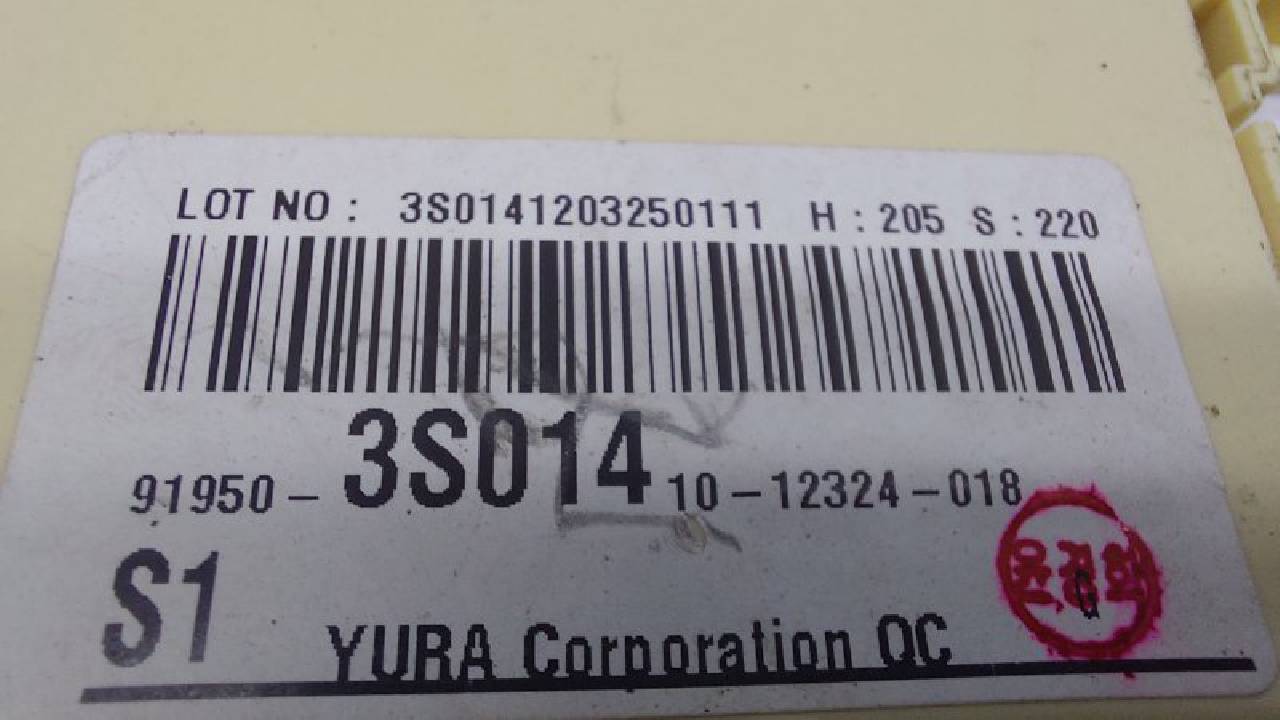 LOT NO : 3S0141203250111 H : 205 S : 220
91950 - 3S014 10-12324-018
S1
G
YURA Corporation QC